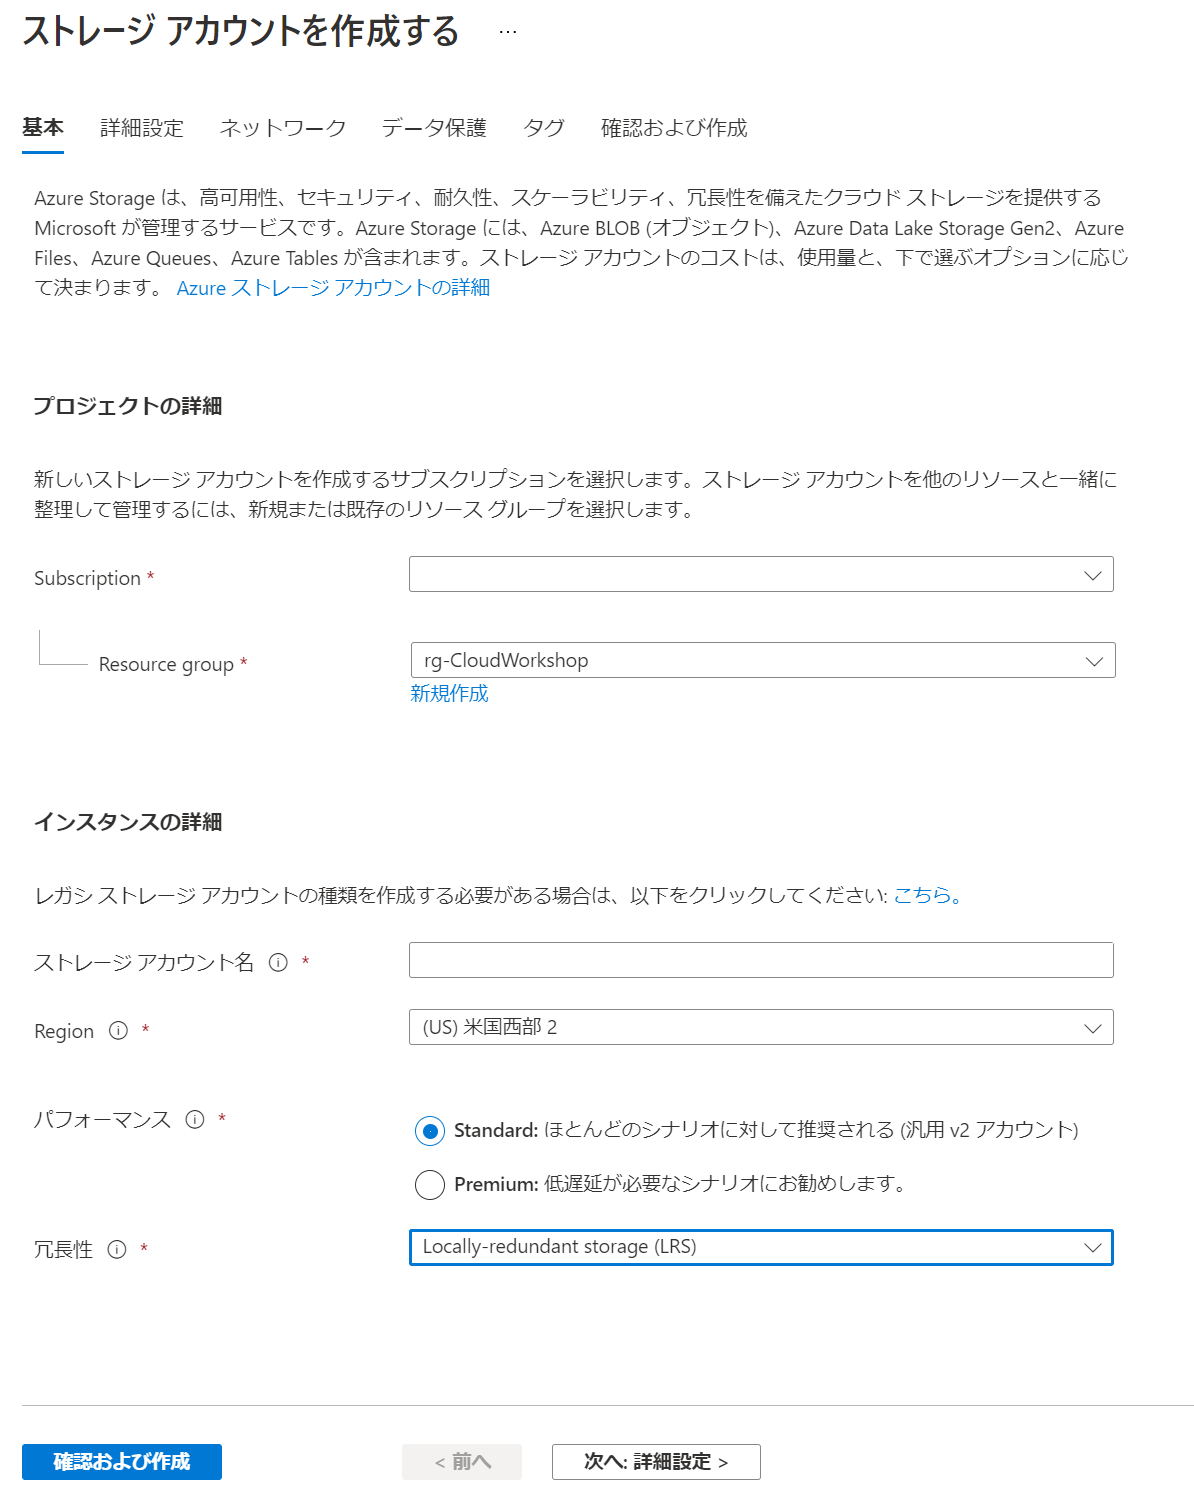 ストレージ アカウントを作成する …
基本 詳細設定 ネットワーク データ保護 タグ 確認および作成
Azure Storage は、高可用性、セキュリティ、耐久性、スケーラビリティ、冗長性を備えたクラウド ストレージを提供する
Microsoft が管理するサービスです。Azure Storage には、Azure BLOB (オブジェクト)、Azure Data Lake Storage Gen2、Azure
Files、Azure Queues、Azure Tables が含まれます。ストレージ アカウントのコストは、使用量と、下で選ぶオプションに応じ
て決まります。 Azure ストレージ アカウントの詳細
プロジェクトの詳細
新しいストレージ アカウントを作成するサブスクリプションを選択します。ストレージ アカウントを他のリソースと一緒に
整理して管理するには、新規または既存のリソース グループを選択します。
Subscription *
Resource group * rg-CloudWorkshop
新規作成
インスタンスの詳細
レガシ ストレージ アカウントの種類を作成する必要がある場合は、以下をクリックしてください: こちら。
ストレージ アカウント名 *
Region * (US) 米国西部 2
パフォーマンス * Standard: ほとんどのシナリオに対して推奨される (汎用 v2 アカウント)
Premium: 低遅延が必要なシナリオにお勧めします。
冗長性 * Locally-redundant storage (LRS)
確認および作成 < 前へ 次へ: 詳細設定 >